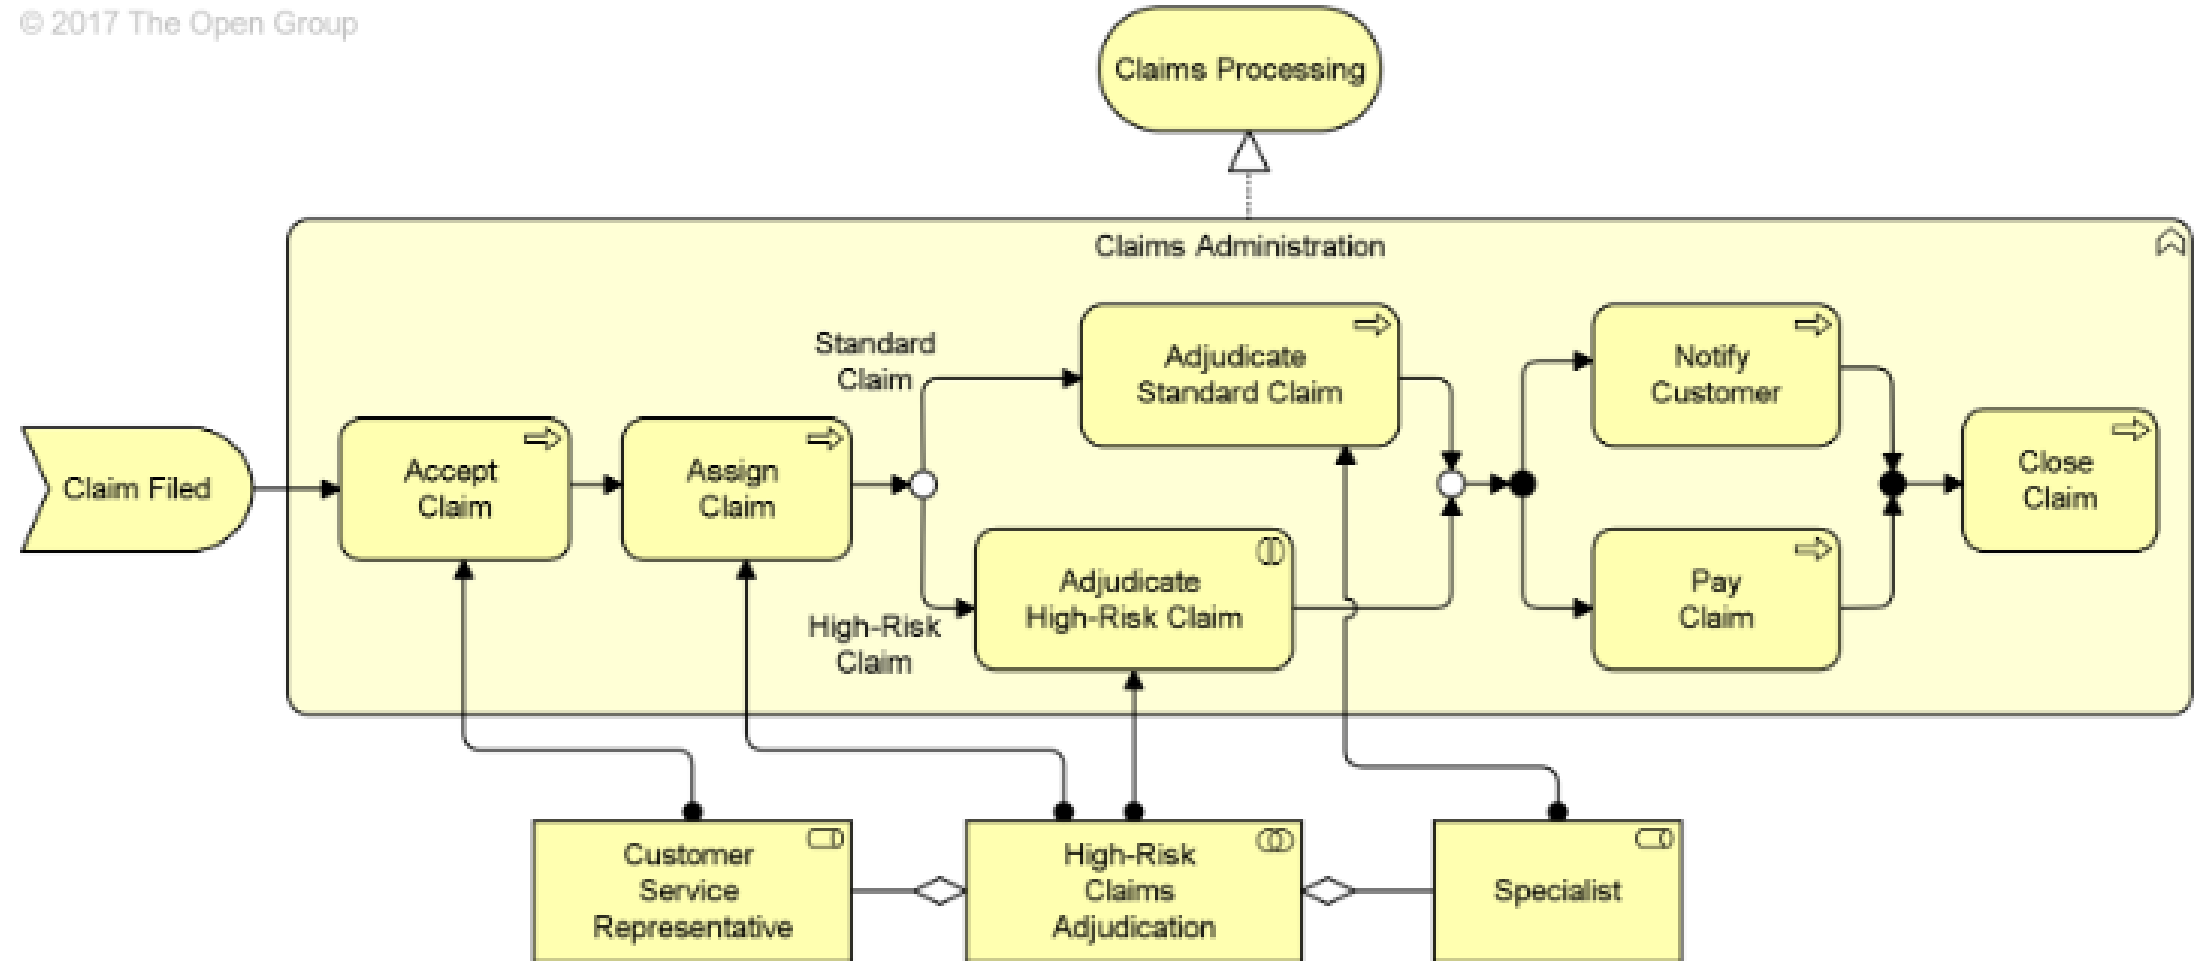 © 2017 The Open Group
Claims Processing
Claims Administration
Claim Filed
Accept
Claim
Assign
Claim
Standard
Claim
High-Risk
Claim
Adjudicate
Standard Claim
Adjudicate
High-Risk Claim
Notify
Customer
Pay
Claim
Close
Claim
Customer
Service
Representative
High-Risk
Claims
Adjudication
Specialist